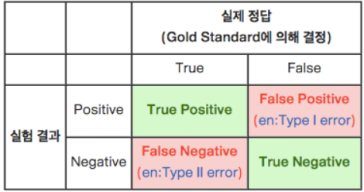 실제 정답
(Gold Standard에 의해 결정)
True False
실험 결과
Positive True Positive False Positive
(en:Type I error)
Negative False Negative
(en:Type II error) True Negative